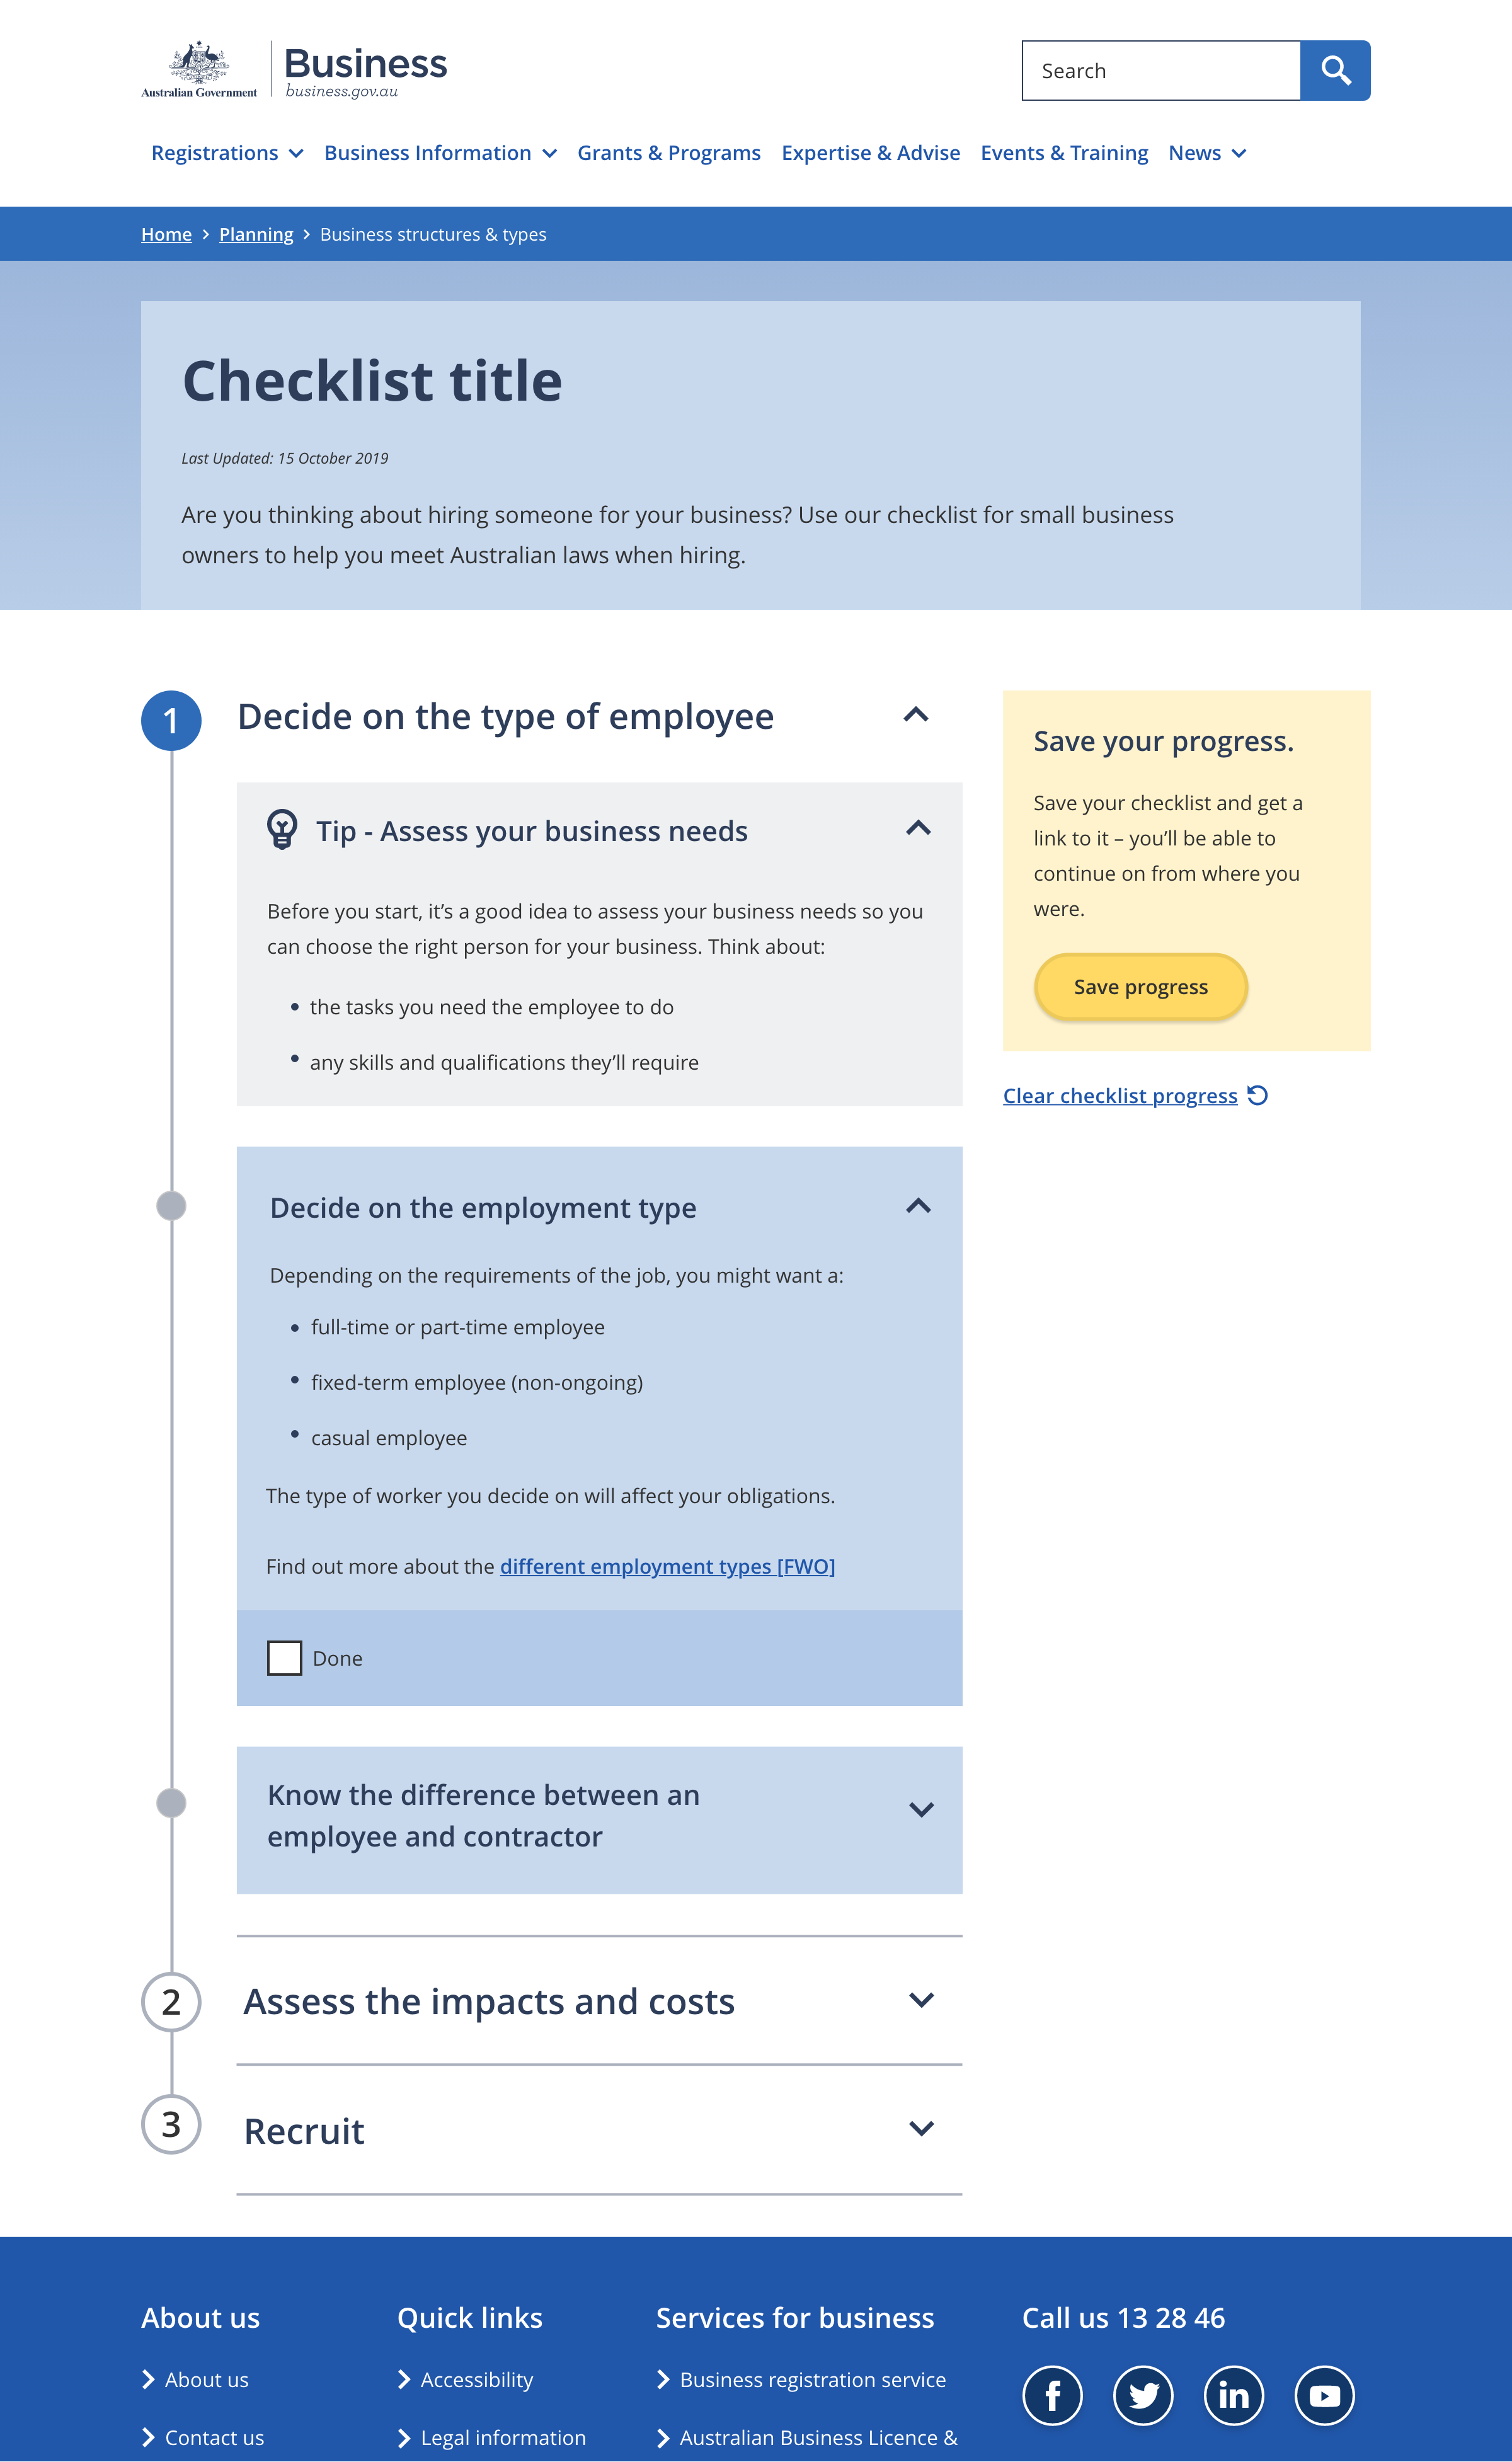 Australian Government
Business
business.gov.au
Search
Registrations
Business Information
Grants & Programs
Expertise & Advise
Events & Training
News
Home
Planning
Business structures & types
Checklist title
Last Updated: 15 October 2019
Are you thinking about hiring someone for your business? Use our checklist for small business
owners to help you meet Australian laws when hiring.
1
Decide on the type of employee
Tip - Assess your business needs
Before you start, it’s a good idea to assess your business needs so you
can choose the right person for your business. Think about:
• the tasks you need the employee to do
• any skills and qualifications they’ll require
Save your progress.
Save your checklist and get a
link to it – you’ll be able to
continue on from where you
were.
Save progress
Clear checklist progress
Decide on the employment type
Depending on the requirements of the job, you might want a:
• full-time or part-time employee
• fixed-term employee (non-ongoing)
• casual employee
The type of worker you decide on will affect your obligations.
Find out more about the different employment types [FWO]
Done
Know the difference between an
employee and contractor
2
Assess the impacts and costs
3
Recruit
About us
About us
Contact us
Quick links
Accessibility
Legal information
Services for business
Business registration service
Australian Business Licence &
Call us 13 28 46